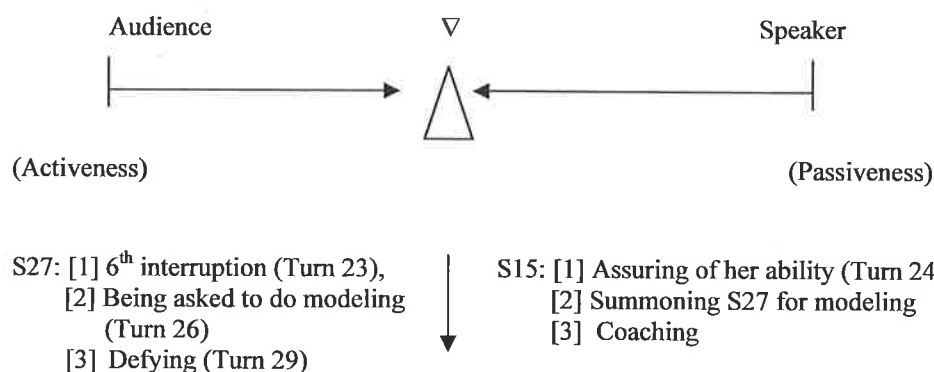 Audience ∇ Speaker
(Activeness) (Passiveness)
S27: [1] 6th interruption (Turn 23), S15: [1] Assuring of her ability (Turn 24
[2] Being asked to do modeling [2] Summoning S27 for modeling
(Turn 26) [3] Coaching
[3] Defying (Turn 29)